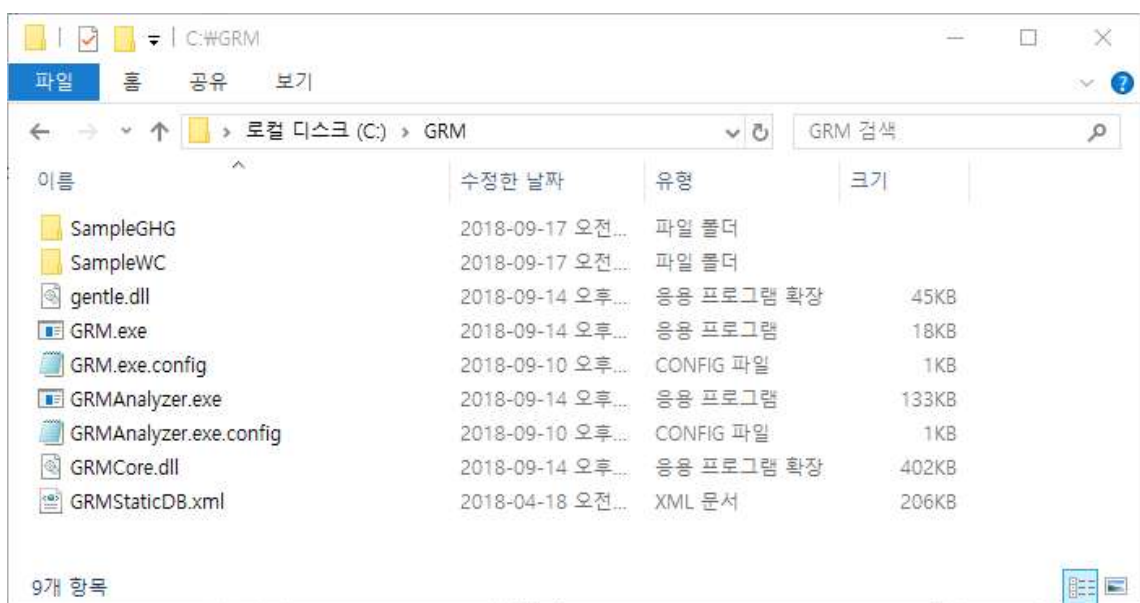 C:₩GRM
파일 홈 공유 보기
로컬 디스크 (C:) › GRM GRM 검색
이름 수정한 날짜 유형 크기
SampleGHG 2018-09-17 오전... 파일 폴더
SampleWC 2018-09-17 오전... 파일 폴더
gentle.dll 2018-09-14 오후... 응용 프로그램 확장 45KB
GRM.exe 2018-09-14 오후... 응용 프로그램 18KB
GRM.exe.config 2018-09-10 오후... CONFIG 파일 1KB
GRMAnalyzer.exe 2018-09-14 오후... 응용 프로그램 133KB
GRMAnalyzer.exe.config 2018-09-10 오후... CONFIG 파일 1KB
GRMCore.dll 2018-09-14 오후... 응용 프로그램 확장 402KB
GRMStaticDB.xml 2018-04-18 오전... XML 문서 206KB
9개 항목